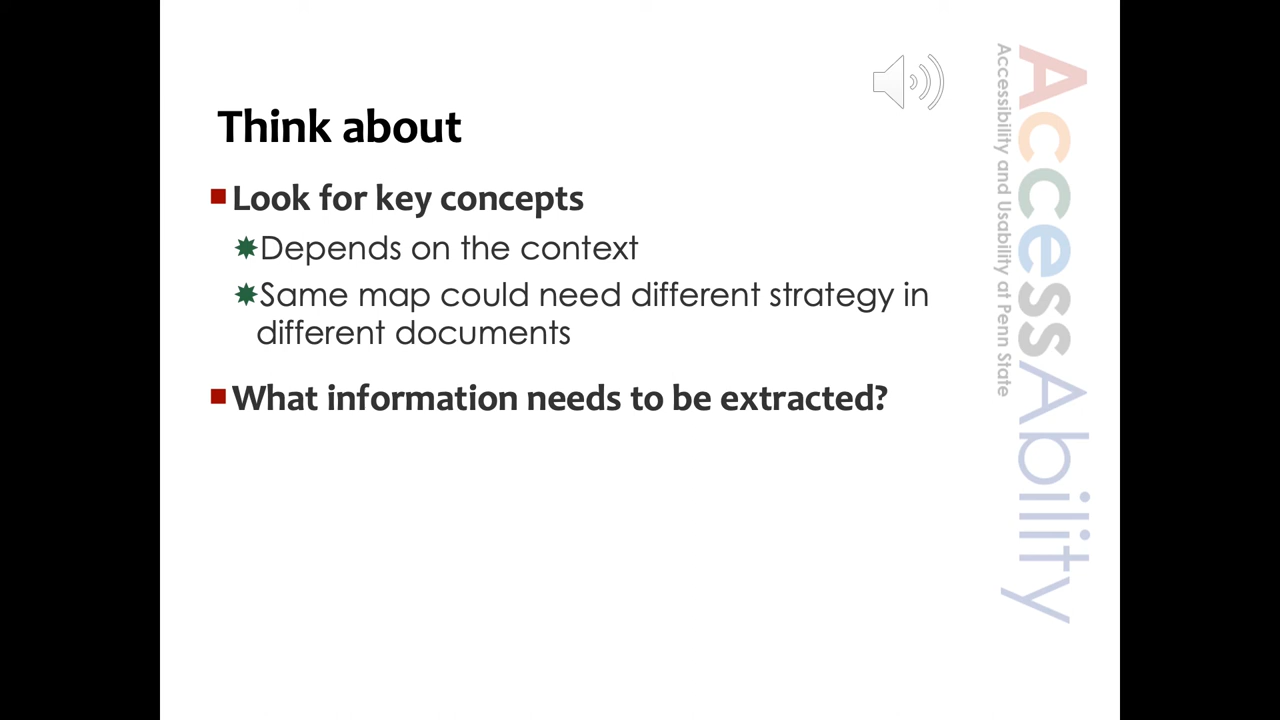 Think about
Look for key concepts
Depends on the context
Same map could need different strategy in
different documents
What information needs to be extracted?
AccessAbility
Accessibility and Usability at Penn State